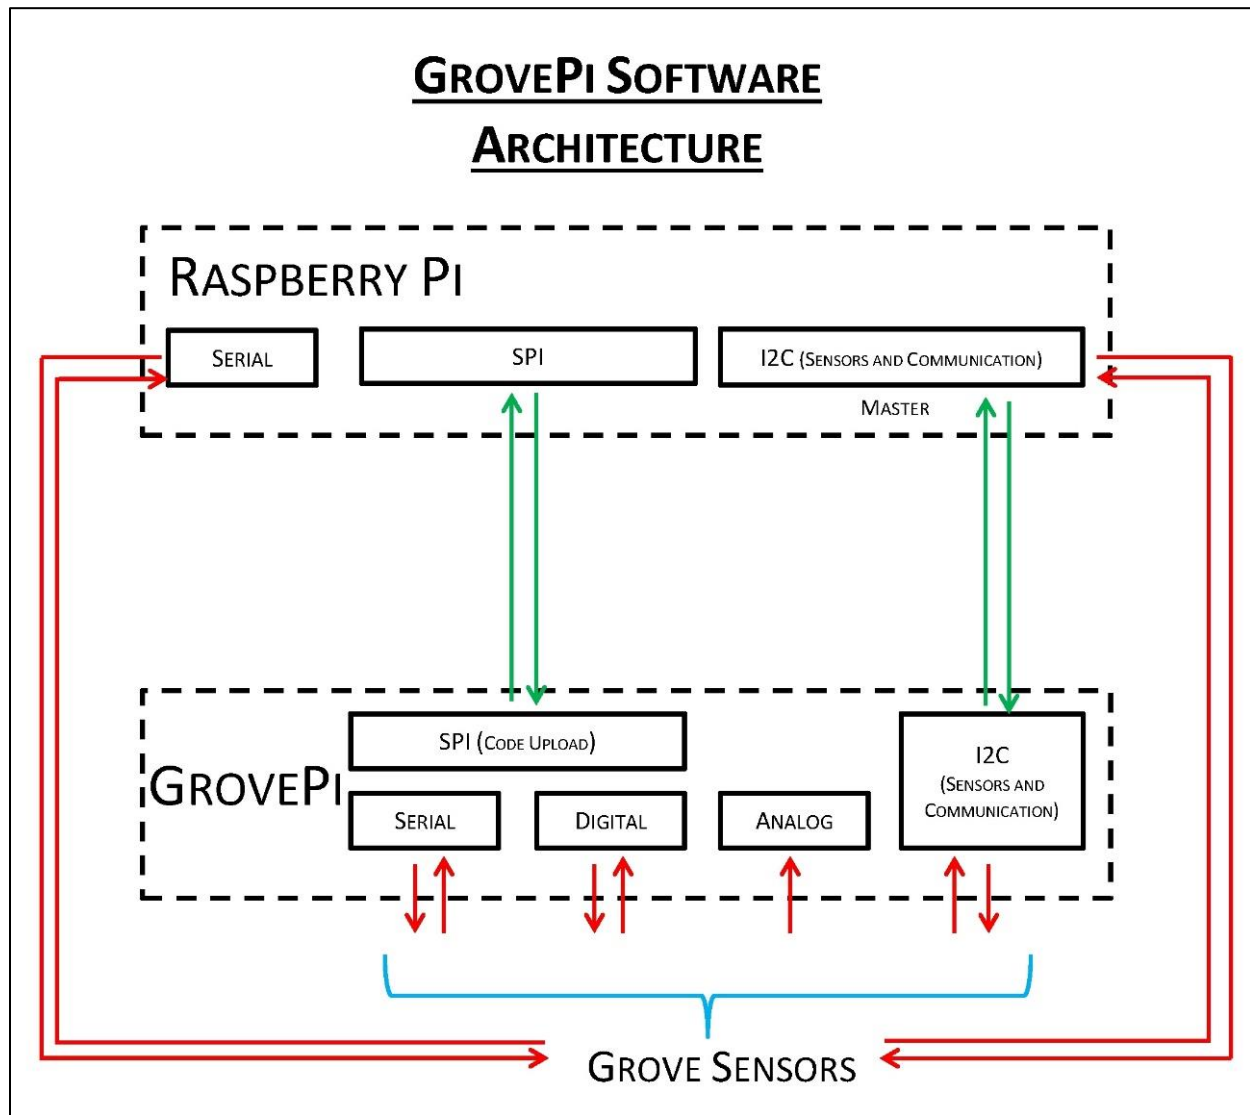 GROVEPI SOFTWARE
ARCHITECTURE
RASPBERRY PI
SERIAL
SPI
I2C (SENSORS AND COMMUNICATION)
MASTER
SPI (CODE UPLOAD)
GROVEPI
I2C
(SENSORS AND
COMMUNICATION)
SERIAL
DIGITAL
ANALOG
GROVE SENSORS